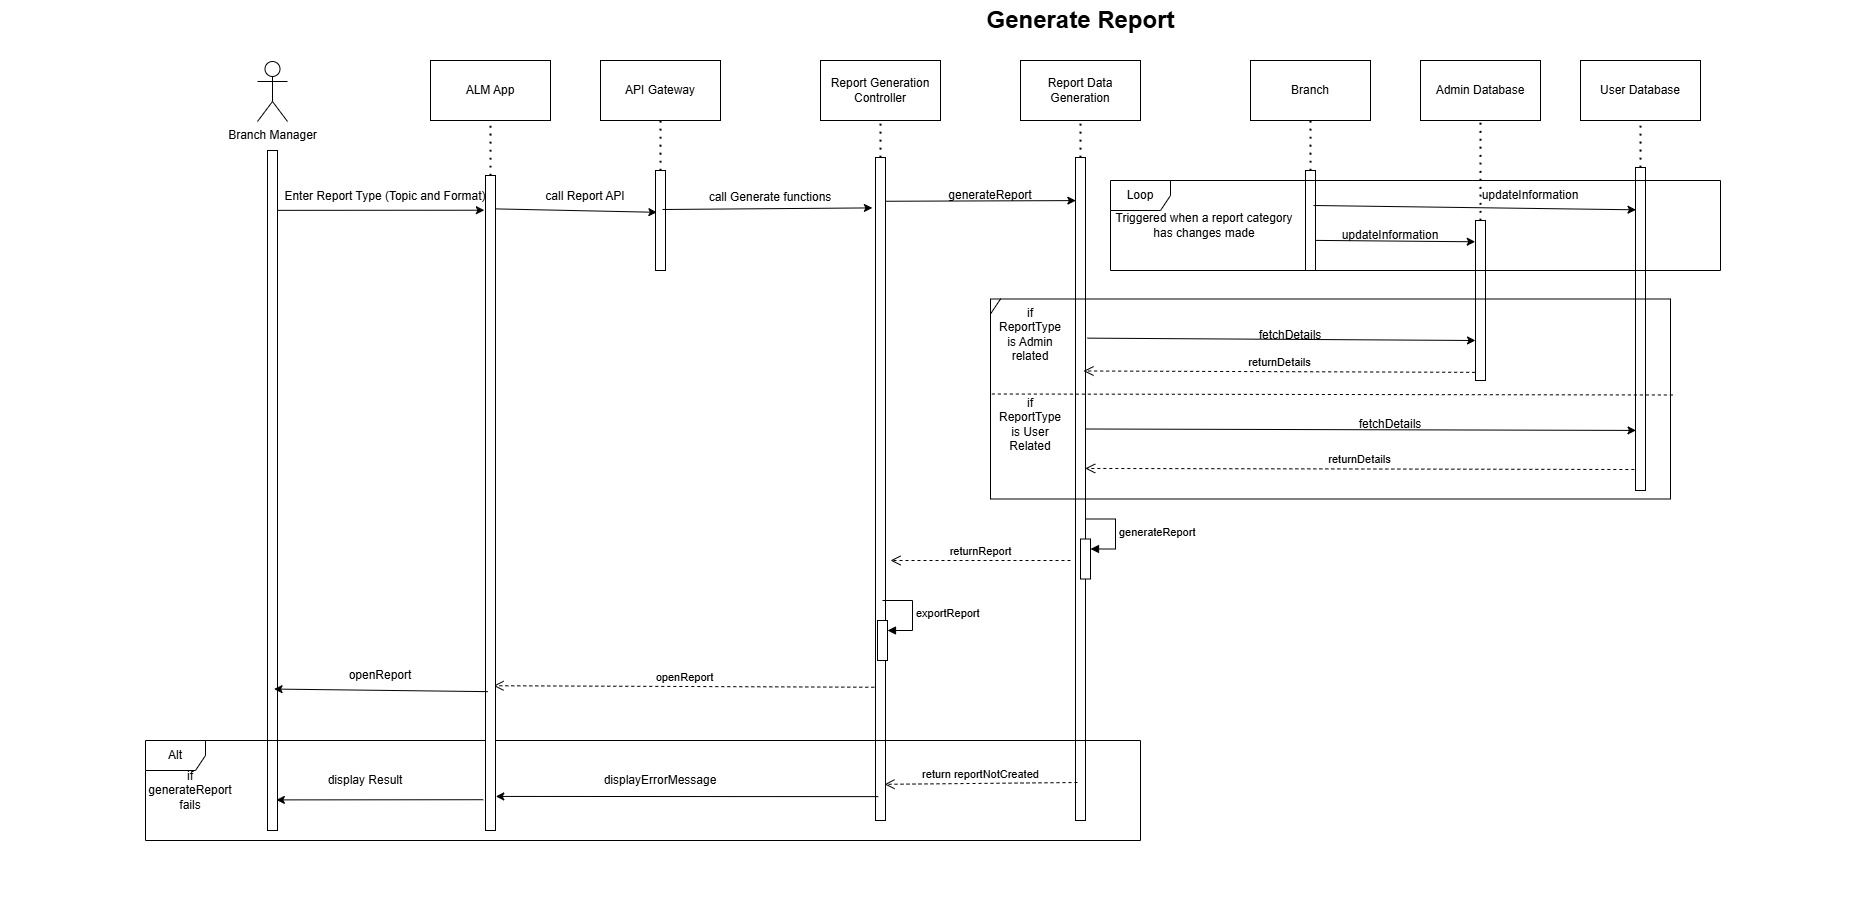 Generate Report
Branch Manager
ALM App
API Gateway
Report Generation
Controller
Report Data
Generation
Branch
Admin Database
User Database
Enter Report Type (Topic and Format)
call Report API
call Generate functions
generateReport
Loop
Triggered when a report category
has changes made
updateInformation
updateInformation
if
ReportType
is Admin
related
fetchDetails
returnDetails
if
ReportType
is User
Related
fetchDetails
returnDetails
generateReport
returnReport
exportReport
openReport
openReport
Alt
if
generateReport
fails
display Result
displayErrorMessage
return reportNotCreated